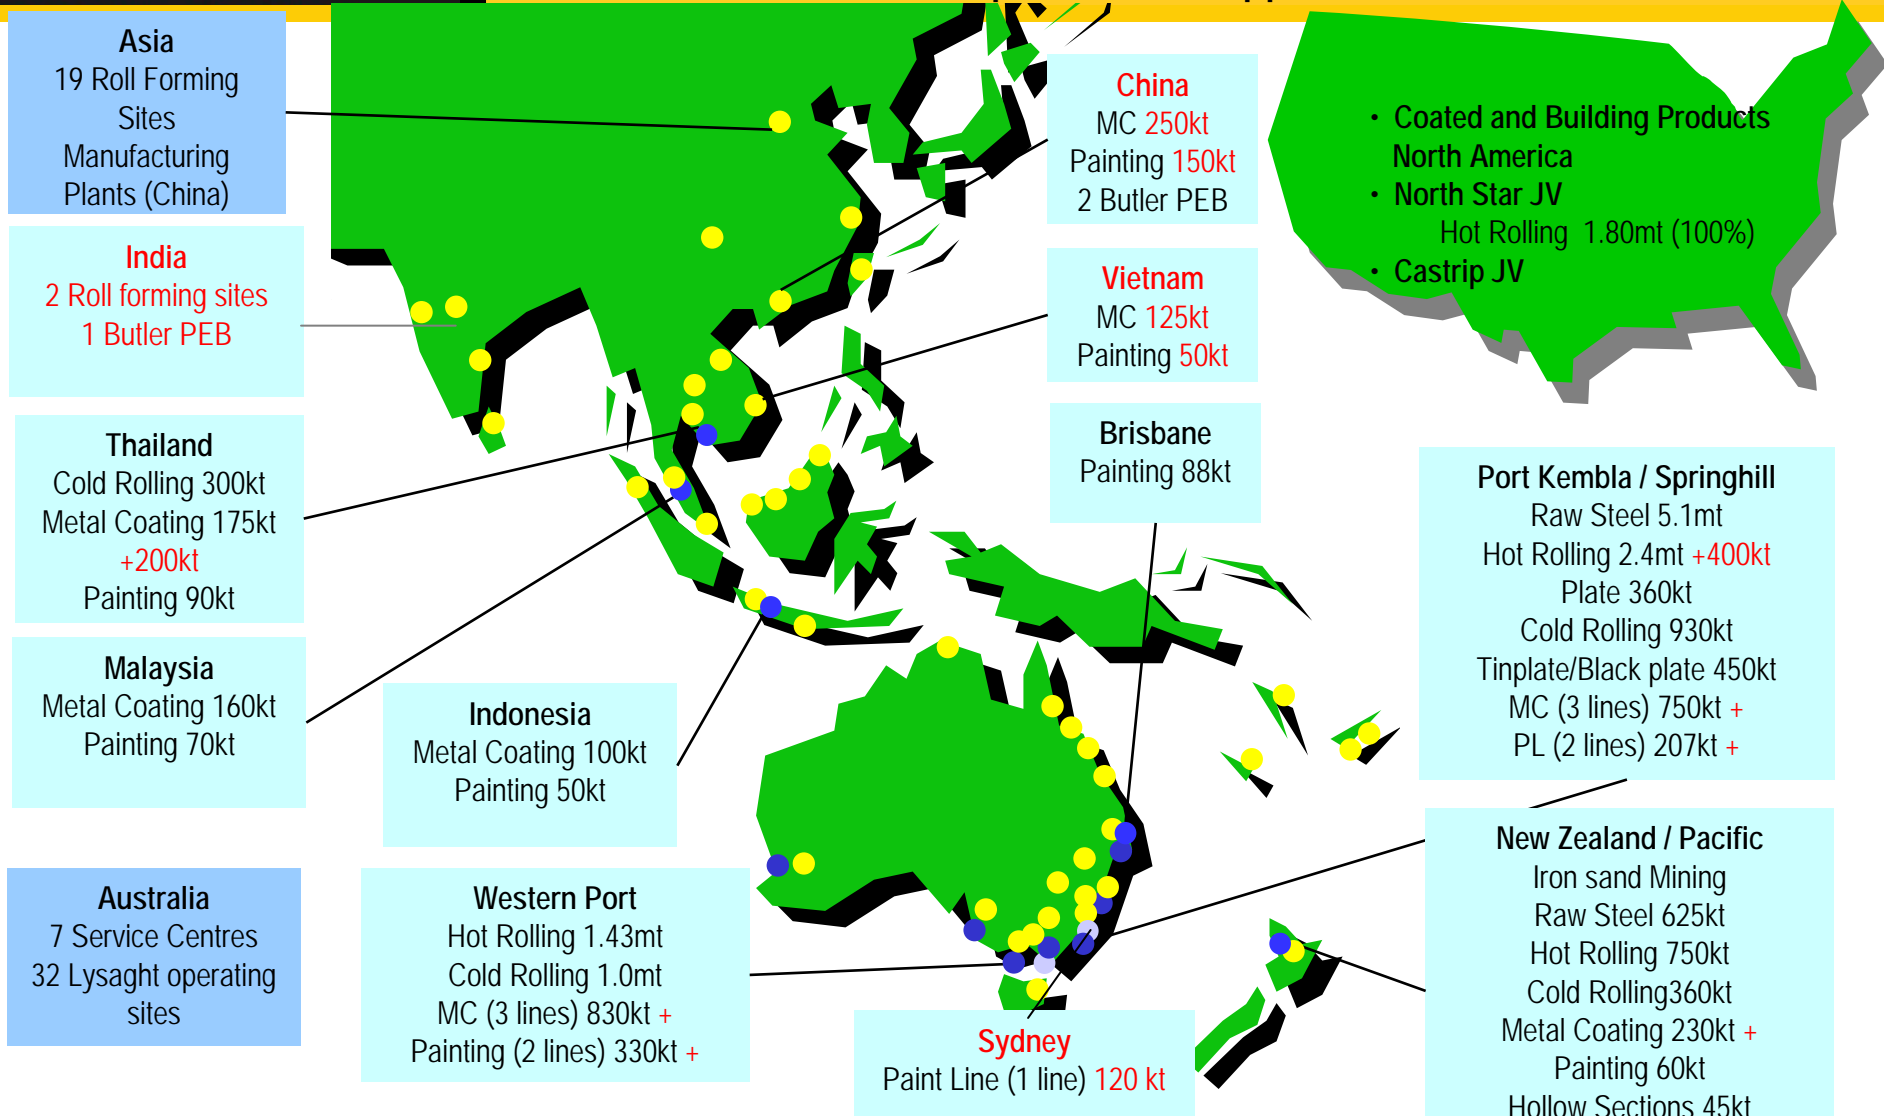 Asia
19 Roll Forming
Sites
Manufacturing
Plants (China)
India
2 Roll forming sites
1 Butler PEB
Thailand
Cold Rolling 300kt
Metal Coating 175kt
+200kt
Painting 90kt
Malaysia
Metal Coating 160kt
Painting 70kt
Australia
7 Service Centres
32 Lysaght operating
sites
Indonesia
Metal Coating 100kt
Painting 50kt
Western Port
Hot Rolling 1.43mt
Cold Rolling 1.0mt
MC (3 lines) 830kt +
Painting (2 lines) 330kt +
Sydney
Paint Line (1 line) 120 kt
China
MC 250kt
Painting 150kt
2 Butler PEB
Vietnam
MC 125kt
Painting 50kt
Brisbane
Painting 88kt
• Coated and Building Products
North America
• North Star JV
Hot Rolling 1.80mt (100%)
• Castrip JV
Port Kembla / Springhill
Raw Steel 5.1mt
Hot Rolling 2.4mt +400kt
Plate 360kt
Cold Rolling 930kt
Tinplate/Black plate 450kt
MC (3 lines) 750kt +
PL (2 lines) 207kt +
New Zealand / Pacific
Iron sand Mining
Raw Steel 625kt
Hot Rolling 750kt
Cold Rolling360kt
Metal Coating 230kt +
Painting 60kt
Hollow Sections 45kt